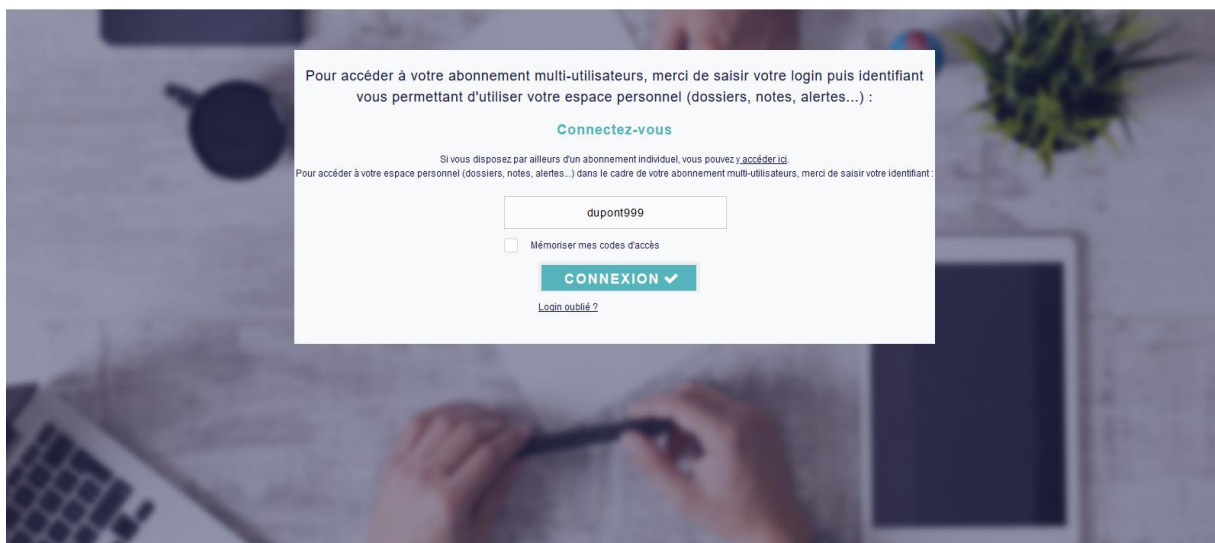 Pour accéder à votre abonnement multi-utilisateurs, merci de saisir votre login puis identifiant
vous permettant d'utiliser votre espace personnel (dossiers, notes, alertes...) :
Connectez-vous
Si vous disposez par ailleurs d'un abonnement individuel, vous pouvez y accéder ici.
Pour accéder à votre espace personnel (dossiers, notes, alertes...) dans le cadre de votre abonnement multi-utilisateurs, merci de saisir votre identifiant :
dupont999
Mémoriser mes codes d'accès
CONNEXION ✔
Login oublié ?